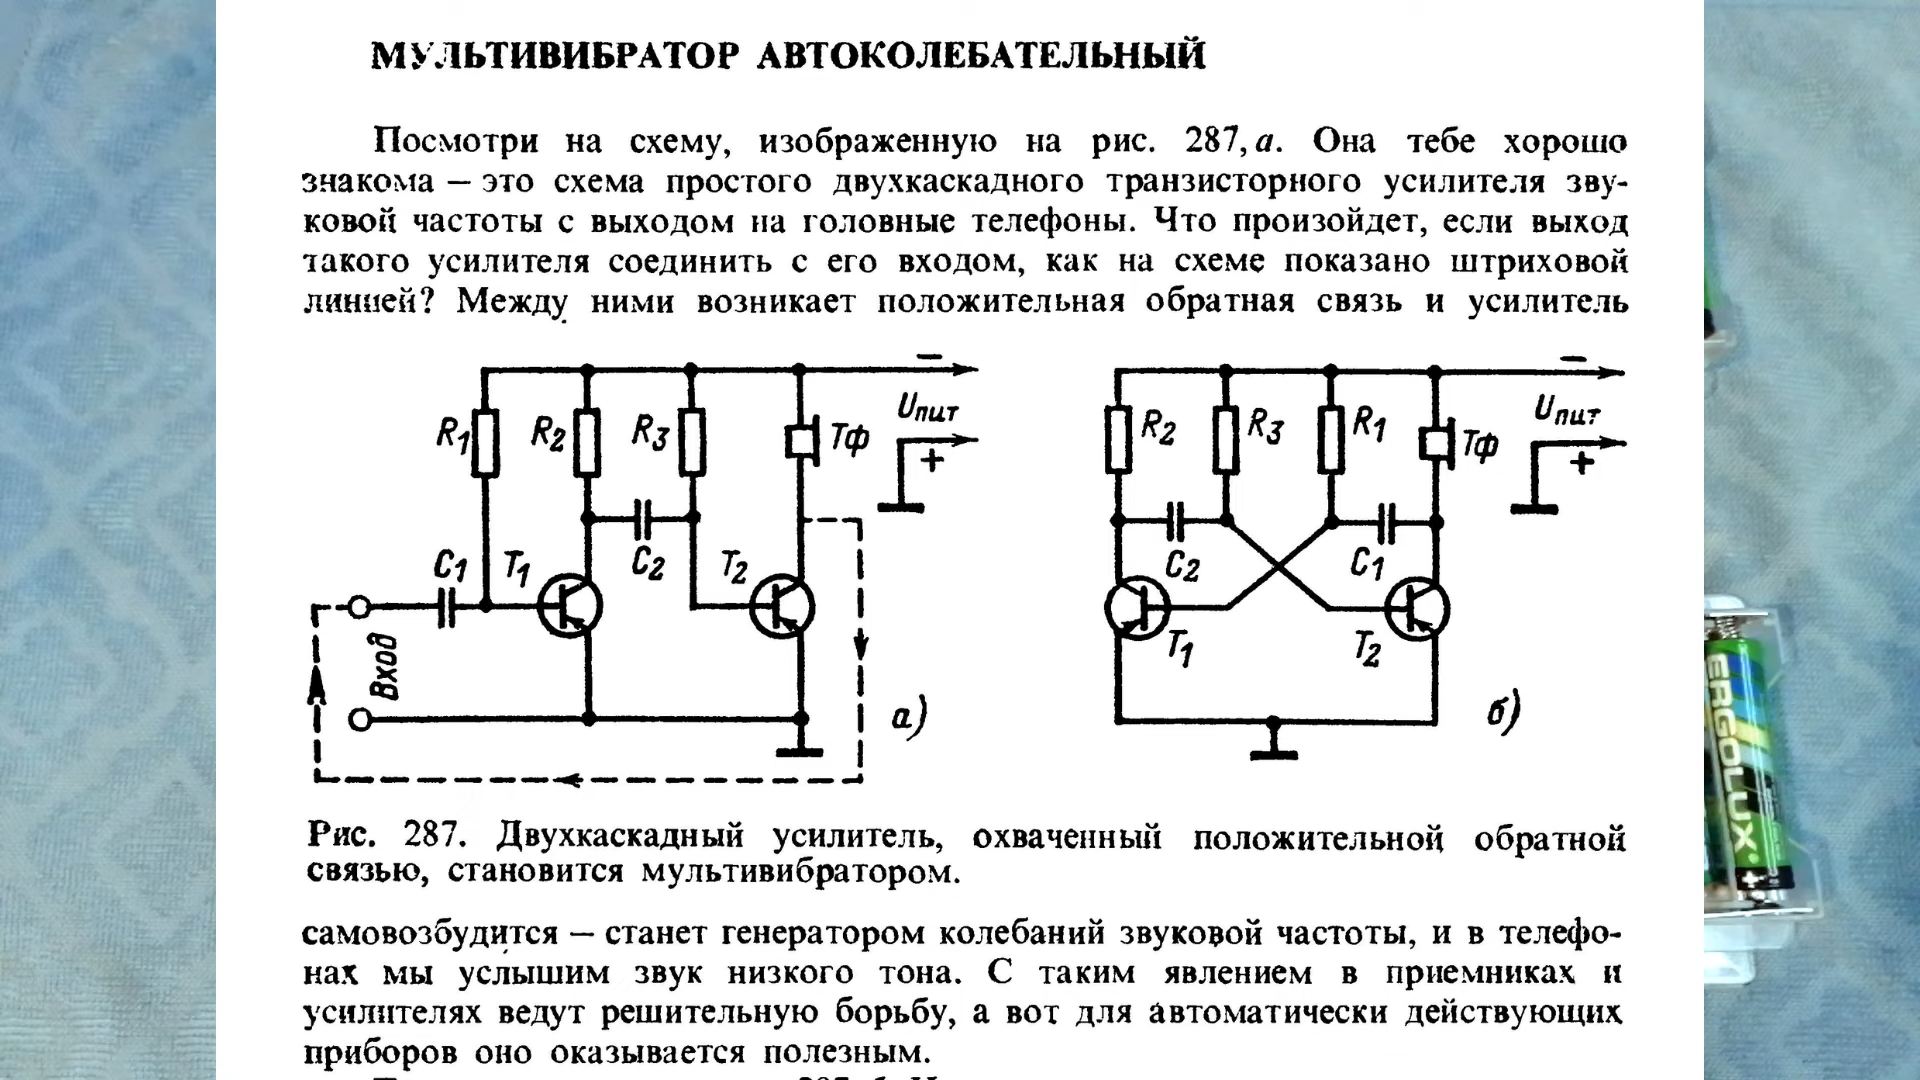 МУЛЬТИВИБРАТОР АВТОКОЛЕБАТЕЛЬНЫЙ
Посмотри на схему, изображенную на рис. 287, а. Она тебе хорошо
знакома — это схема простого двухкаскадного транзисторного усилителя зву-
ковой частоты с выходом на головные телефоны. Что произойдет, если выход
такого усилителя соединить с его входом, как на схеме показано штриховой
линией? Между ними возникает положительная обратная связь и усилитель
R1 R2 R3 Тф Uпит − +
C1 T1 C2 T2
Вход
а)
R2 R3 R1 Тф Uпит − +
C2 C1
T1 T2
б)
Рис. 287. Двухкаскадный усилитель, охваченный положительной обратной
связью, становится мультивибратором.
самовозбудится — станет генератором колебаний звуковой частоты, и в телефо-
нах мы услышим звук низкого тона. С таким явлением в приемниках и
усилителях ведут решительную борьбу, а вот для автоматически действующих
приборов оно оказывается полезным.
ERGOLUX
+